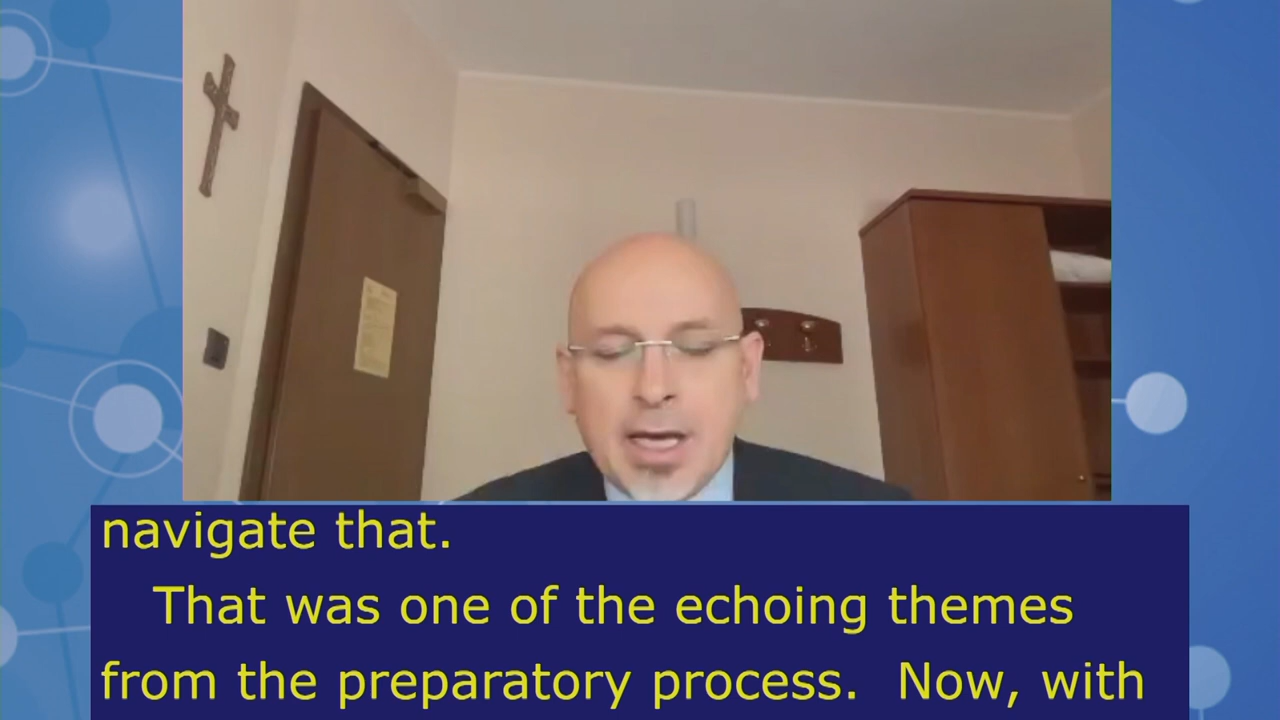 navigate that.
That was one of the echoing themes
from the preparatory process.  Now, with